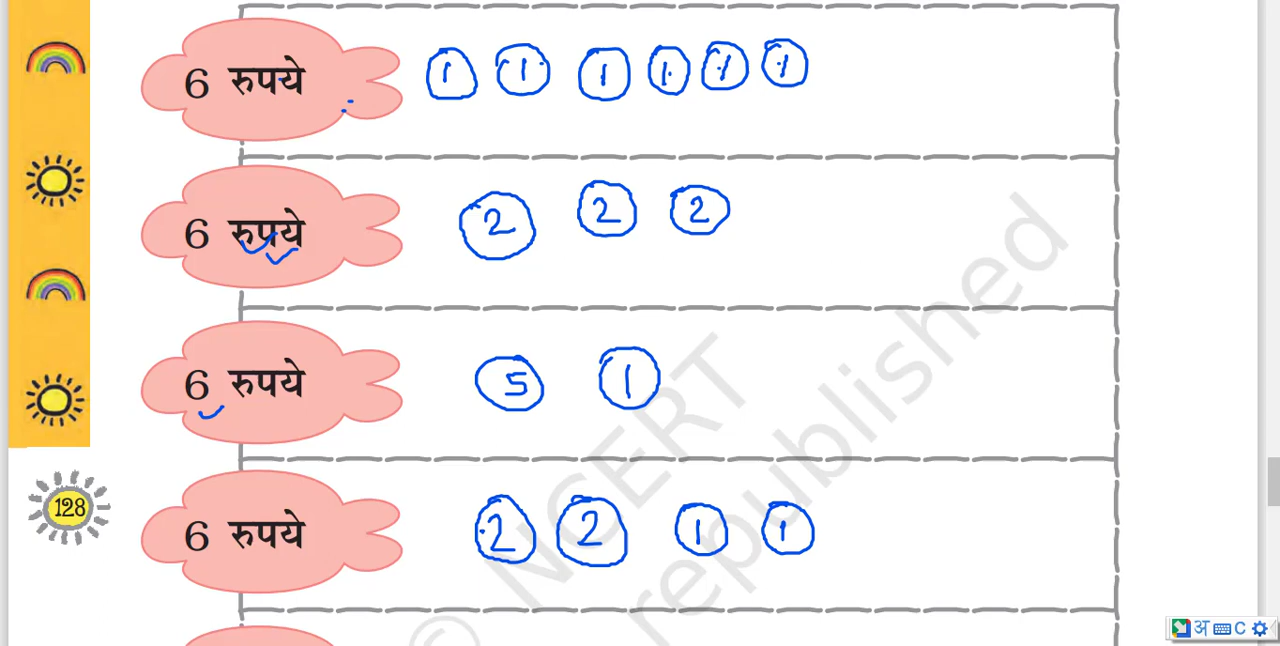 6 रुपये 1 1 1 1 1 1
6 रुपये 2 2 2
6 रुपये 5 1
128
6 रुपये 2 2 1 1
© NCERT
republished
अ C